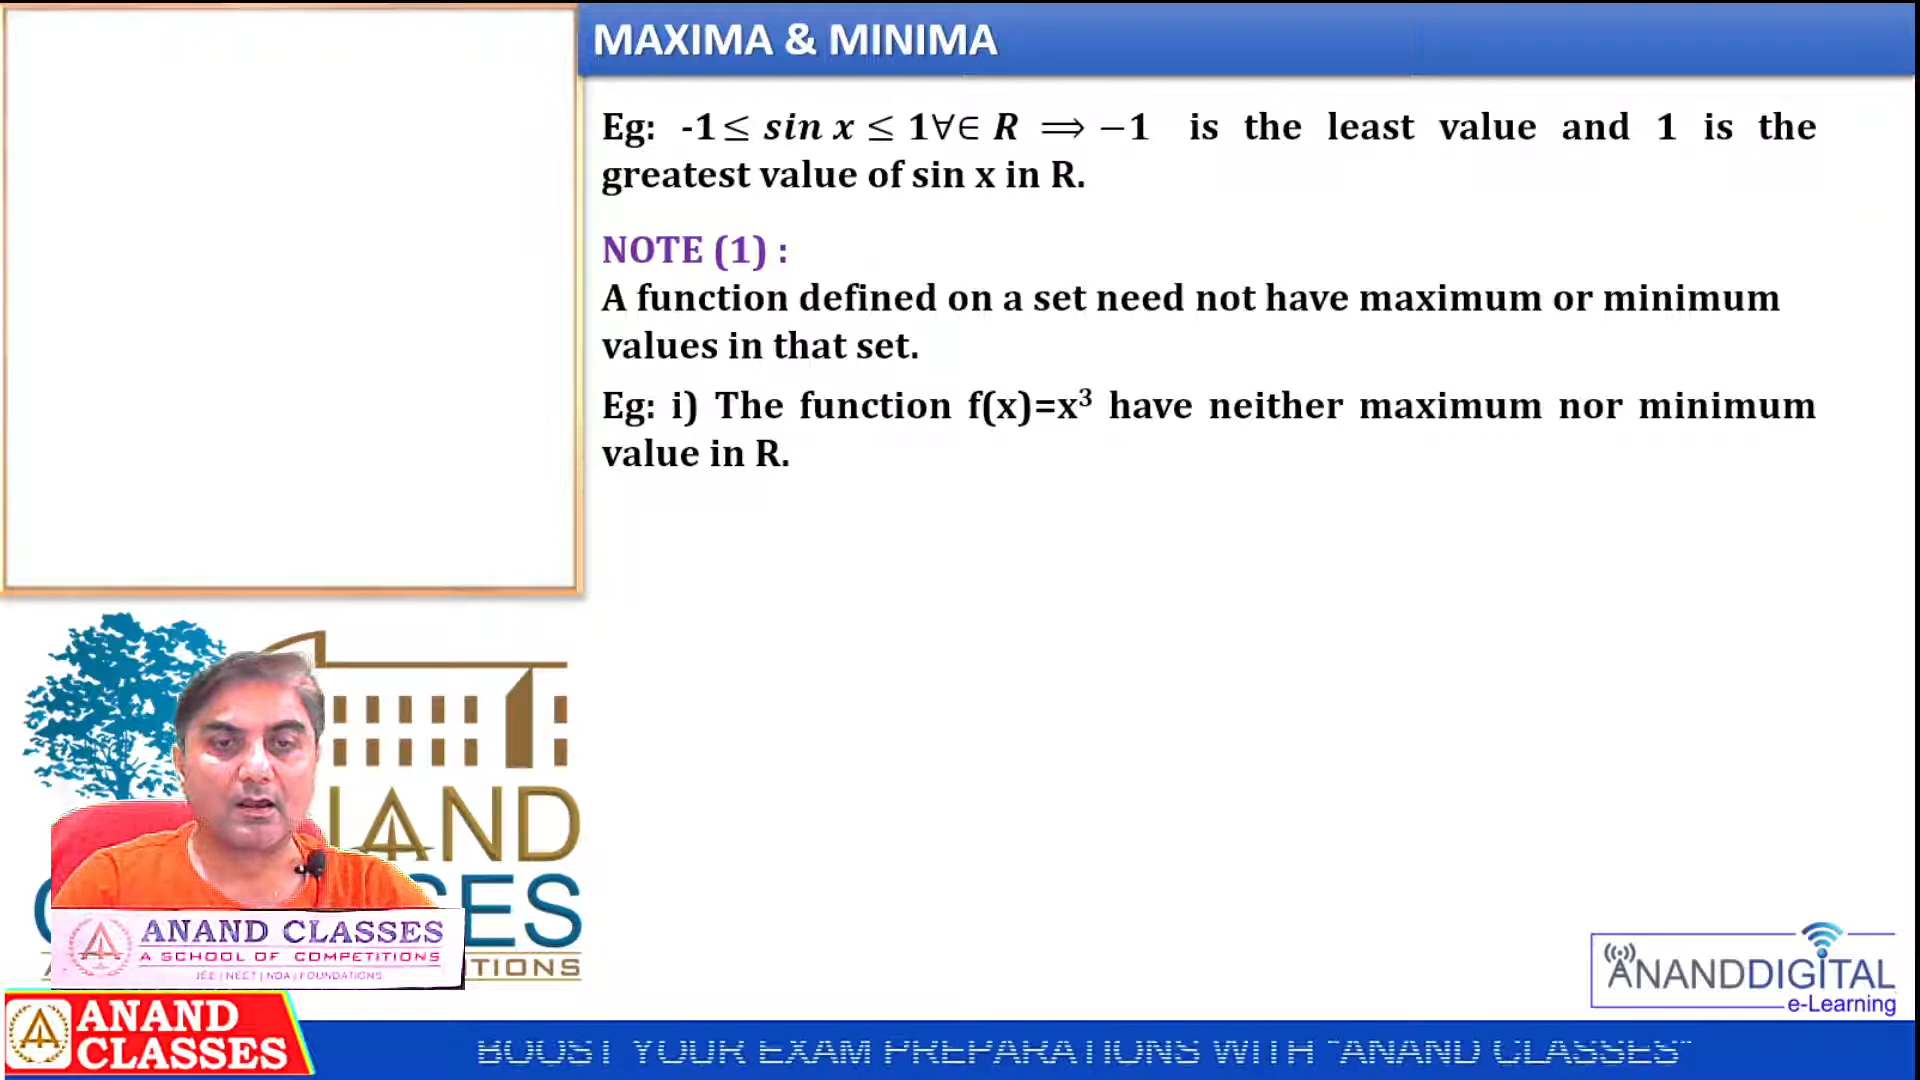 MAXIMA & MINIMA
Eg: -1≤ sin x ≤ 1∀∈ R ⟹ −1 is the least value and 1 is the
greatest value of sin x in R.
NOTE (1) :
A function defined on a set need not have maximum or minimum
values in that set.
Eg: i) The function f(x)=x³ have neither maximum nor minimum
value in R.
AND
ES
TIONS
ANAND CLASSES
A SCHOOL OF COMPETITIONS
JEE | NEET | NDA | FOUNDATIONS
ANAND
CLASSES
ANANDDIGITAL
e-Learning
BOOST YOUR EXAM PREPARATIONS WITH "ANAND CLASSES"